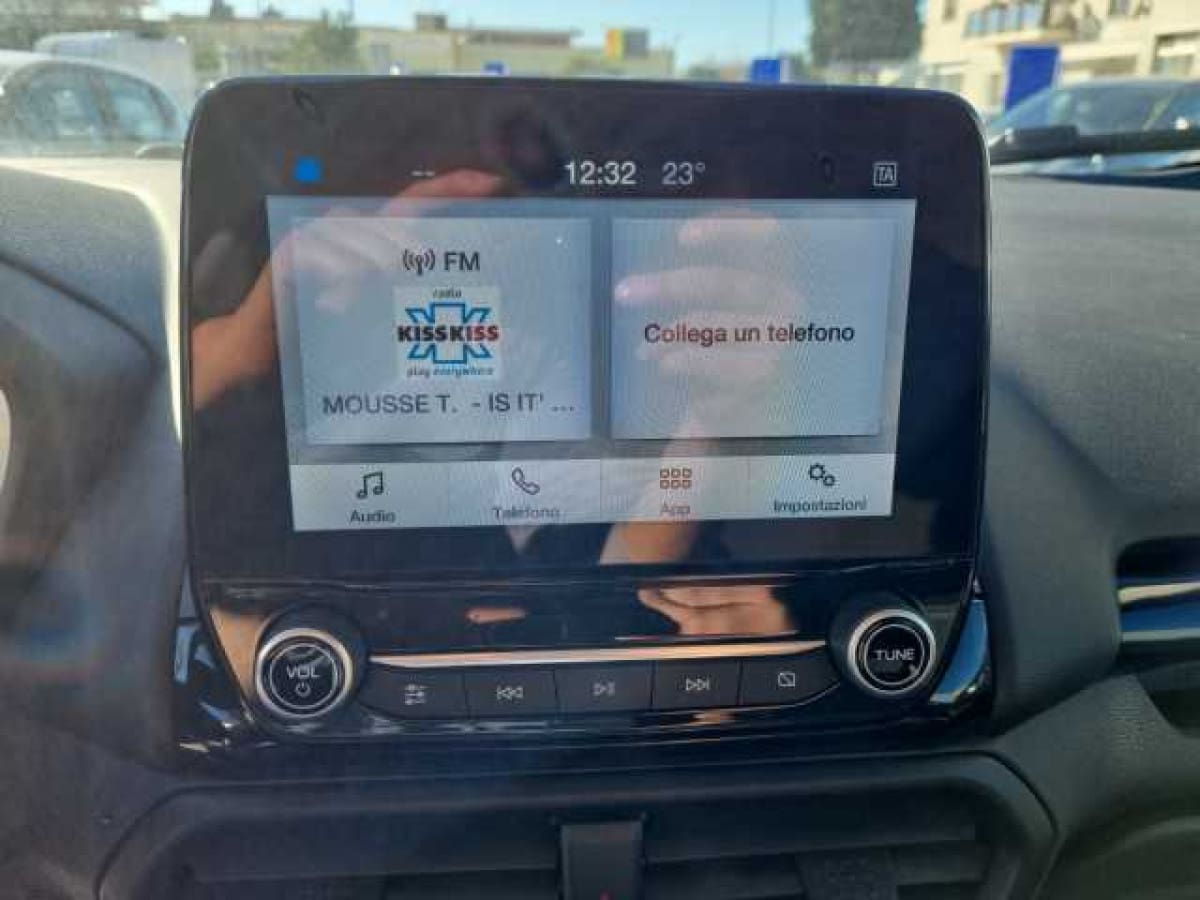 -- 12:32 23° TA
FM
radio
KISSKISS
play everywhere
MOUSSE T. - IS IT' ...
Collega un telefono
Audio
Telefono
App
Impostazioni
VOL
TUNE